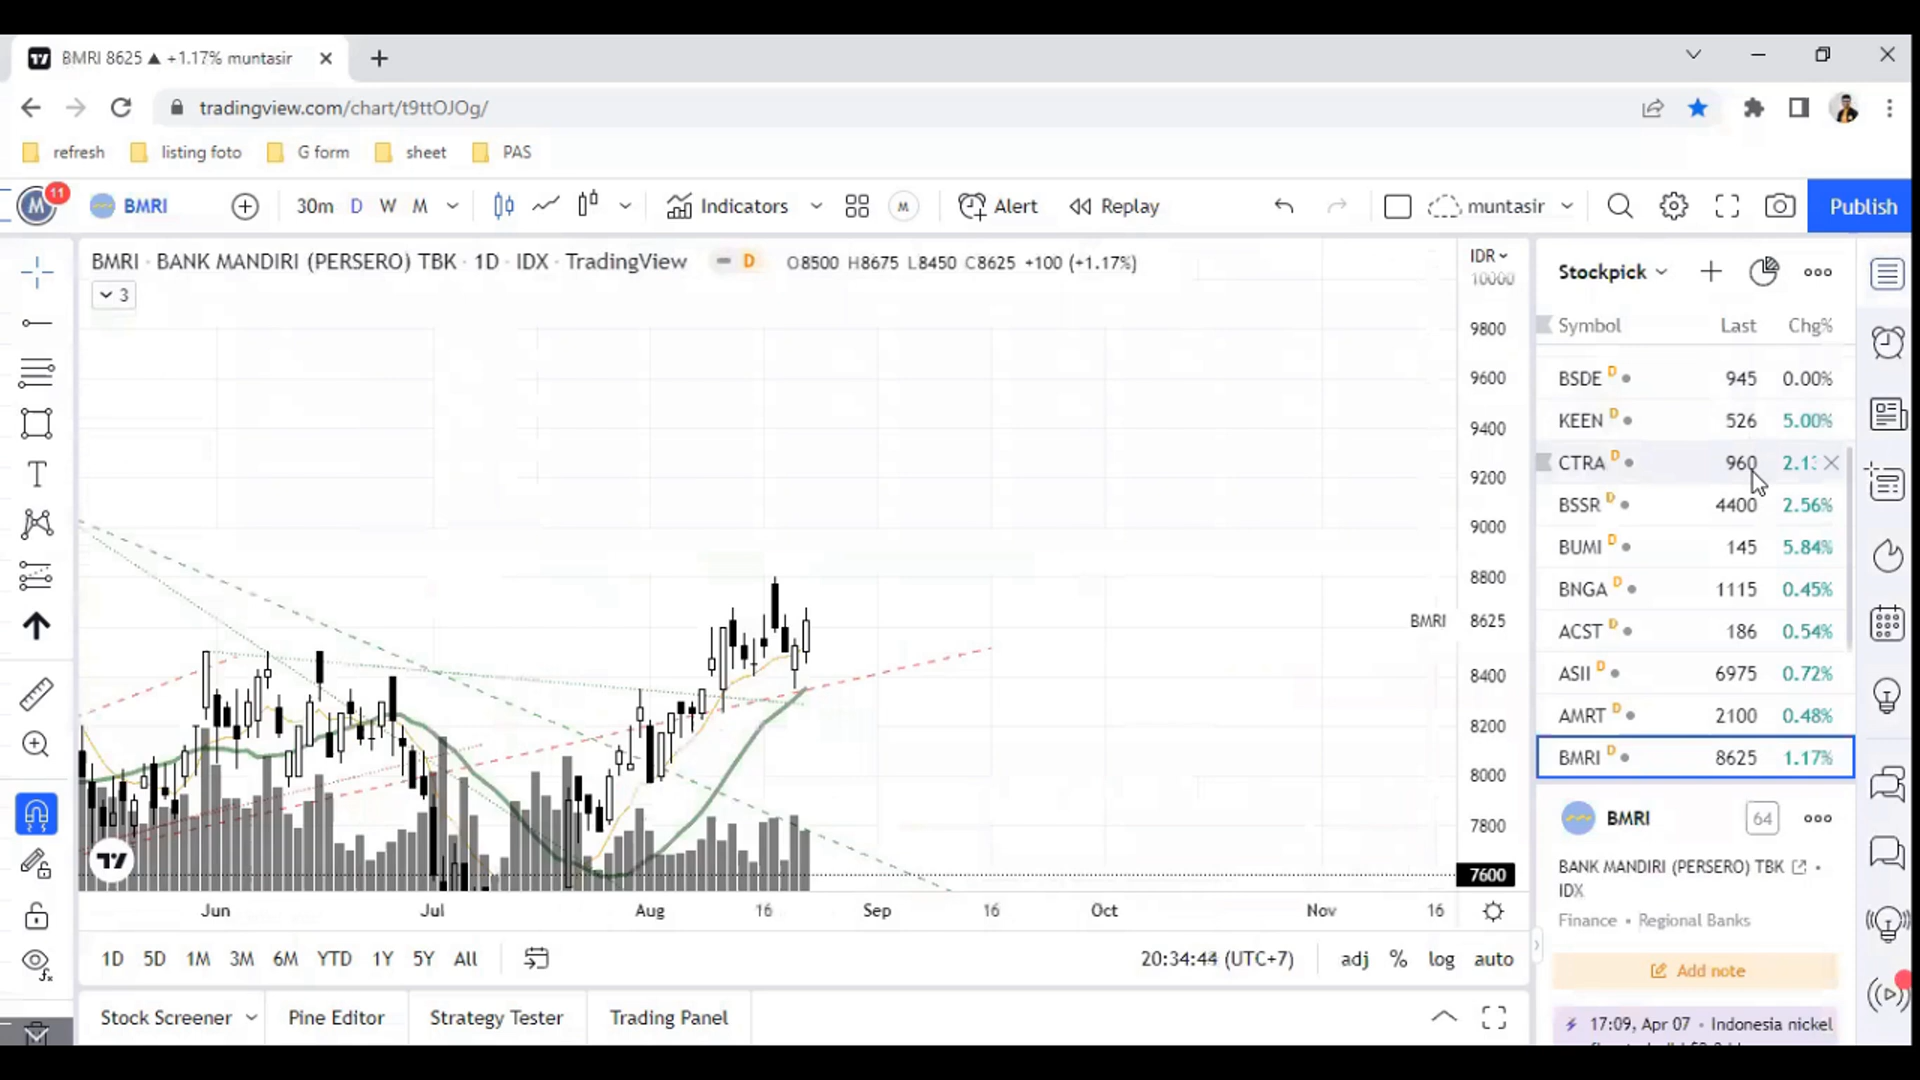 BMRI 8625 ▲ +1.17% muntasir
tradingview.com/chart/t9ttOJOg/
refresh listing foto G form sheet PAS
M 11 BMRI 30m D W M Indicators M Alert Replay muntasir Publish
BMRI · BANK MANDIRI (PERSERO) TBK · 1D · IDX · TradingView D O8500 H8675 L8450 C8625 +100 (+1.17%)
3
IDR
10000
9800
9600
9400
9200
9000
8800
BMRI 8625
8400
8200
8000
7800
7600
Jun Jul Aug 16 Sep 16 Oct Nov 16
1D 5D 1M 3M 6M YTD 1Y 5Y All 20:34:44 (UTC+7) adj % log auto
Stock Screener Pine Editor Strategy Tester Trading Panel
Stockpick
Symbol Last Chg%
BSDE D 945 0.00%
KEEN D 526 5.00%
CTRA D 960
BSSR D 4400 2.56%
BUMI D 145 5.84%
BNGA D 1115 0.45%
ACST D 186 0.54%
ASII D 6975 0.72%
AMRT D 2100 0.48%
BMRI D 8625 1.17%
BMRI 64
BANK MANDIRI (PERSERO) TBK ·
IDX
Finance · Regional Banks
Add note
17:09, Apr 07 · Indonesia nickel